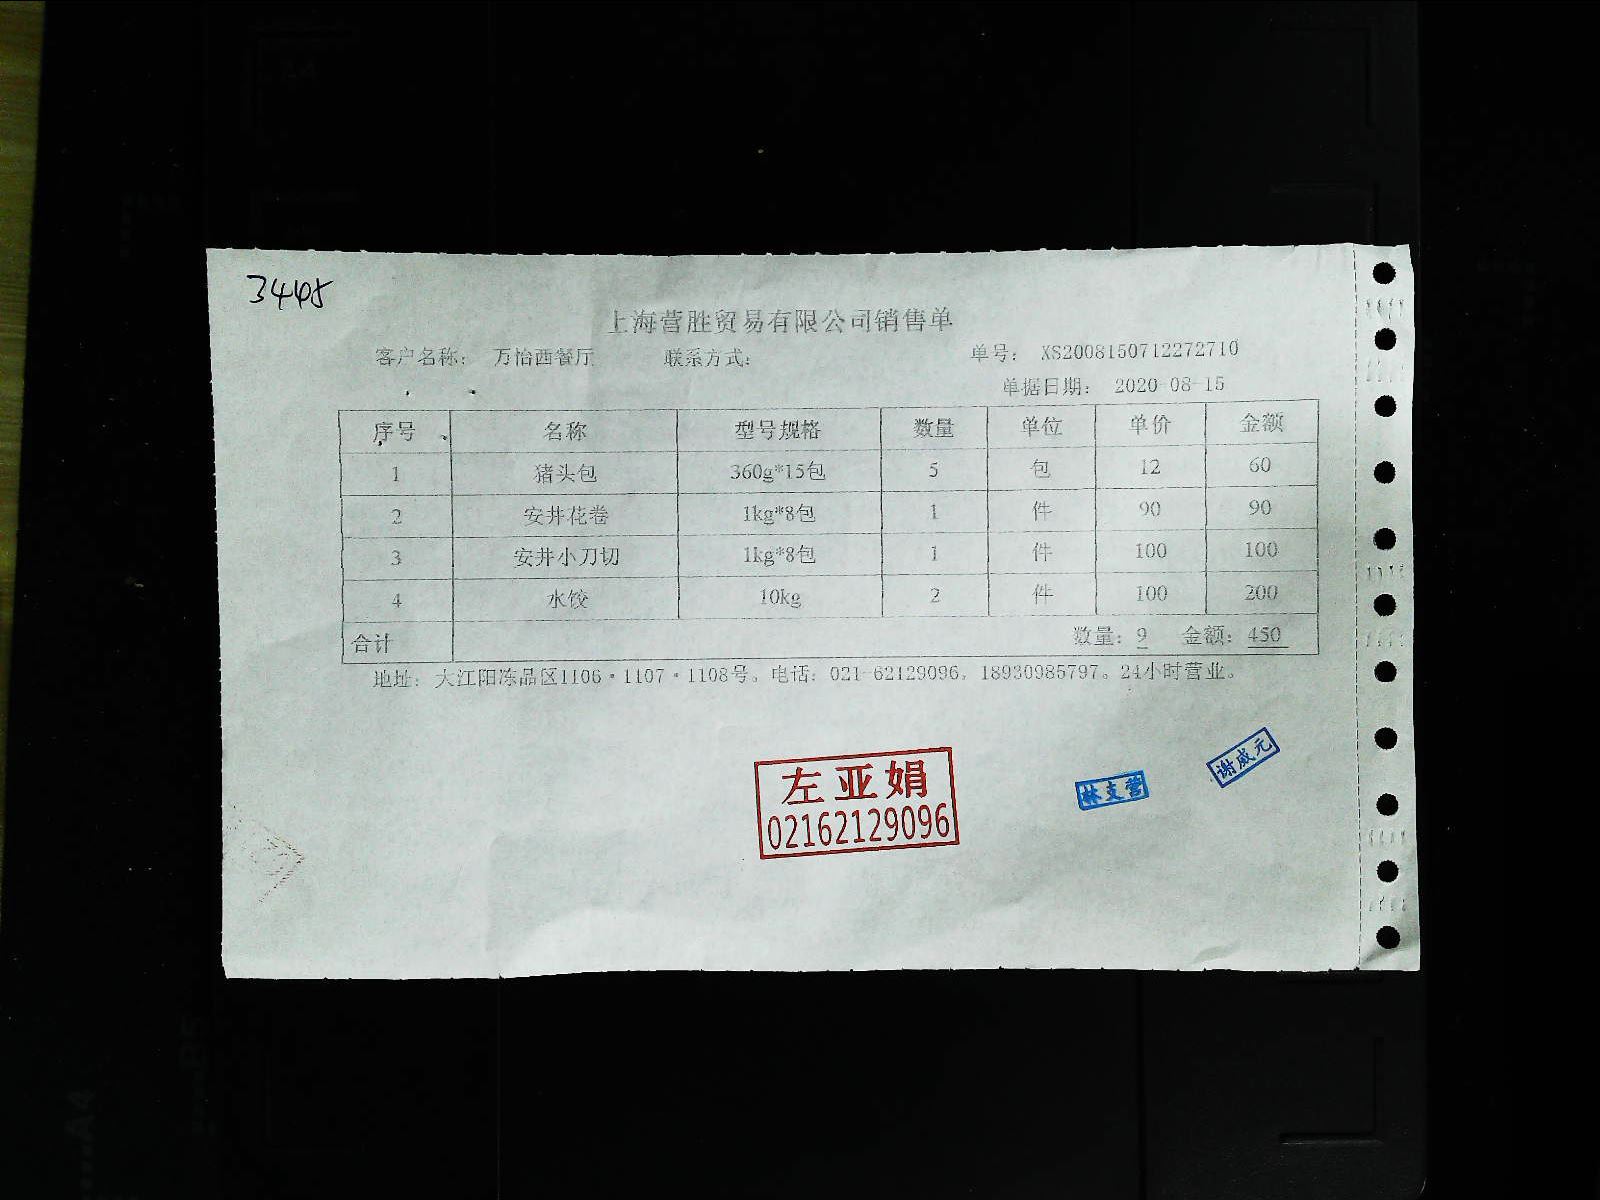 3445
上海营胜贸易有限公司销售单
客户名称： 万怡西餐厅 联系方式： 单号： XS2008150712272710
单据日期： 2020-08-15
序号 名称 型号规格 数量 单位 单价 金额
1 猪头包 360g*15包 5 包 12 60
2 安井花卷 1kg*8包 1 件 90 90
3 安井小刀切 1kg*8包 1 件 100 100
4 水饺 10kg 2 件 100 200
合计 数量：9 金额：450
地址： 大江阳冻品区1106·1107·1108号。电话：021-62129096，18930985797。24小时营业。
左亚娟
02162129096
林支营
谢咸元